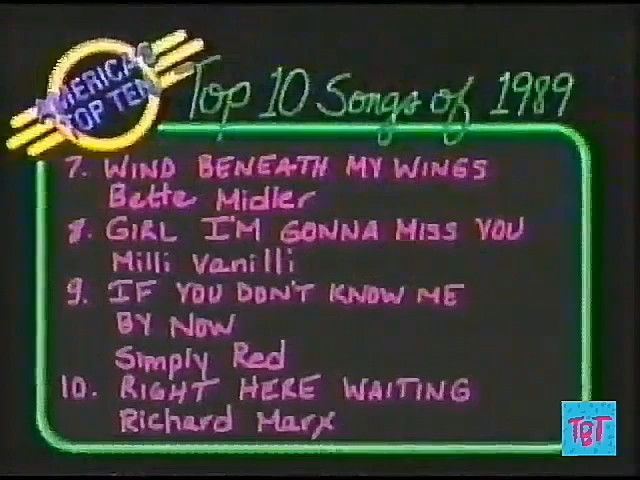 AMERICA'S
TOP TEN
Top 10 Songs of 1989
7. WIND BENEATH MY WINGS
Bette Midler
8. GIRL I'M GONNA MISS YOU
Milli Vanilli
9. IF YOU DON'T KNOW ME
BY NOW
Simply Red
10. RIGHT HERE WAITING
Richard Marx
TBT